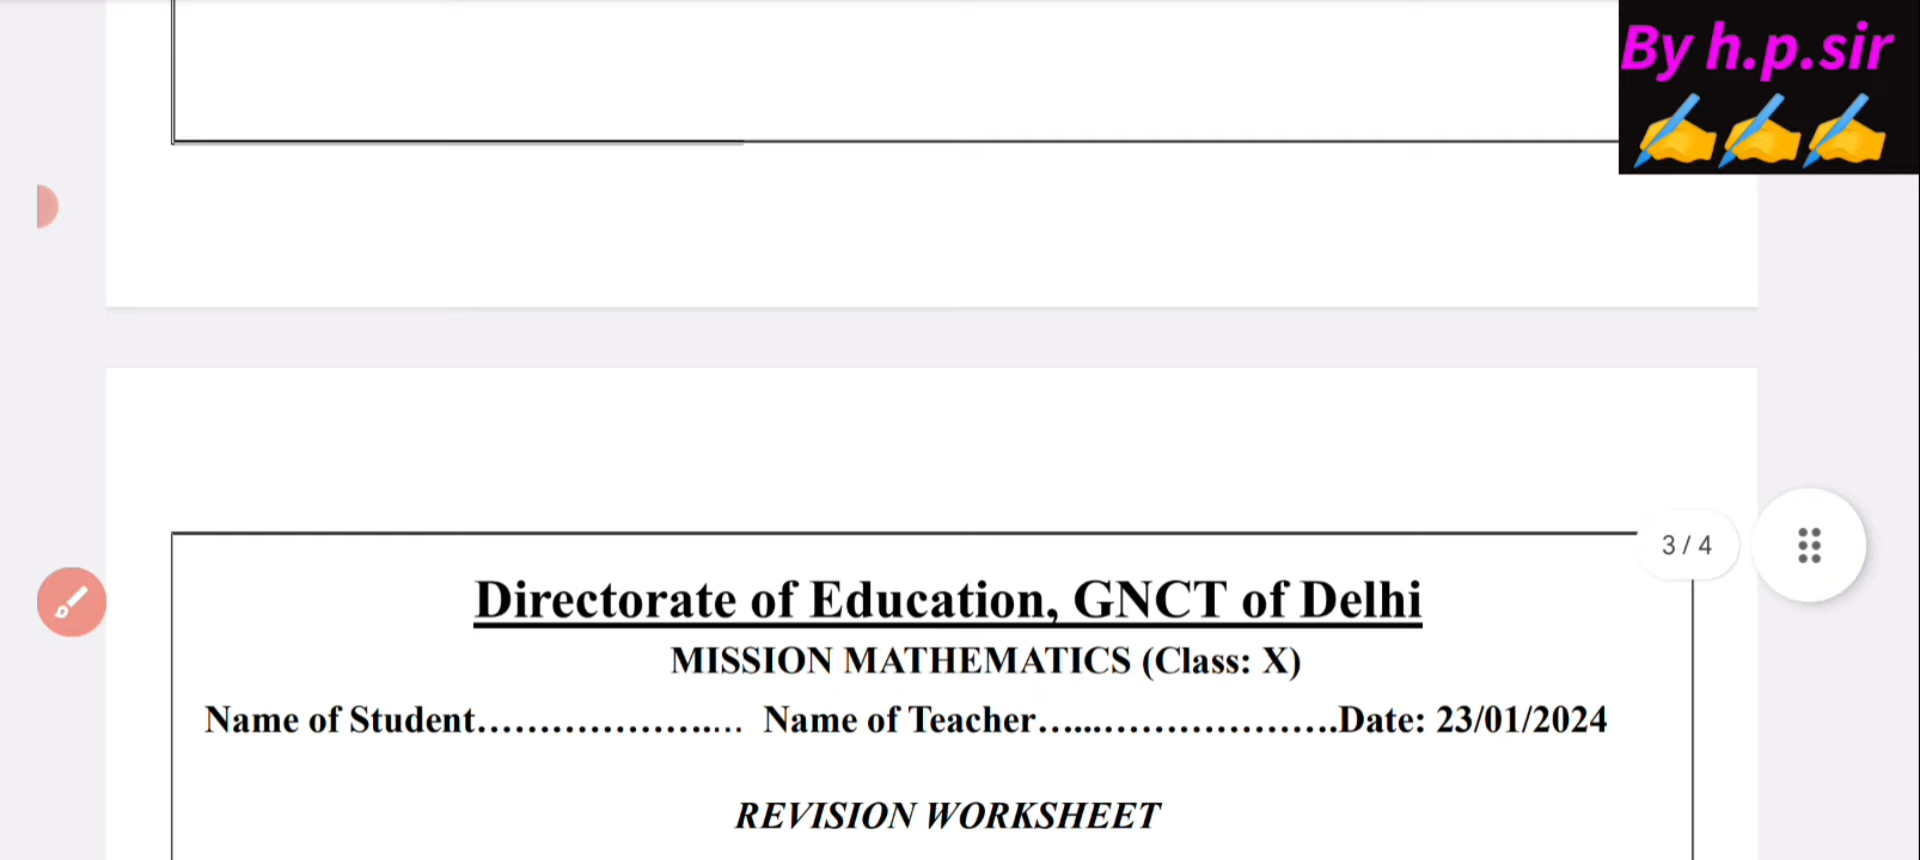 By h.p.sir
3 / 4
Directorate of Education, GNCT of Delhi
MISSION MATHEMATICS (Class: X)
Name of Student...................... Name of Teacher........................Date: 23/01/2024
REVISION WORKSHEET